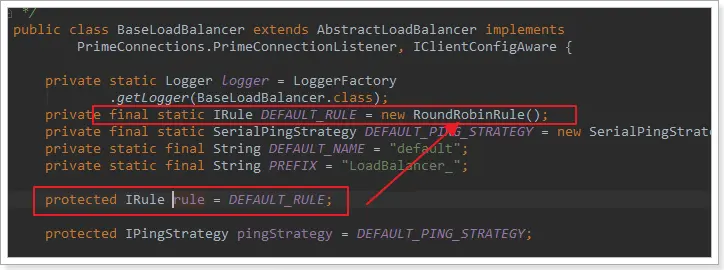 */
public class BaseLoadBalancer extends AbstractLoadBalancer implements
PrimeConnections.PrimeConnectionListener, IClientConfigAware {
private static Logger logger = LoggerFactory
.getLogger(BaseLoadBalancer.class);
private final static IRule DEFAULT_RULE = new RoundRobinRule();
private final static SerialPingStrategy DEFAULT_PING_STRATEGY = new SerialPingStrate
private static final String DEFAULT_NAME = "default";
private static final String PREFIX = "LoadBalancer_";
protected IRule rule = DEFAULT_RULE;
protected IPingStrategy pingStrategy = DEFAULT_PING_STRATEGY;